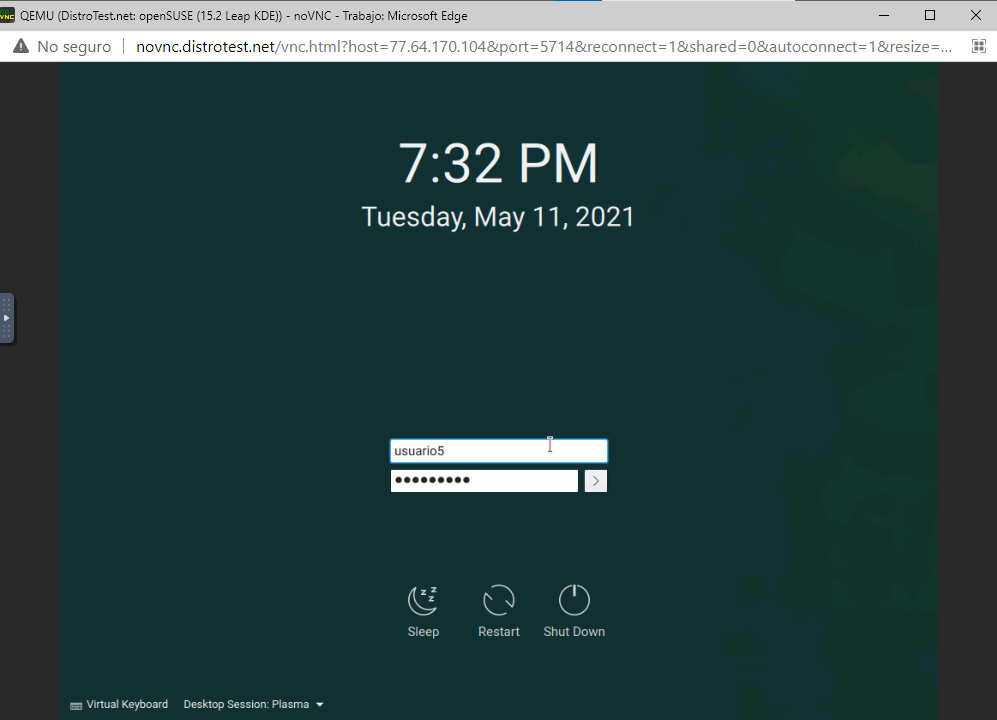 QEMU (DistroTest.net: openSUSE (15.2 Leap KDE)) - noVNC - Trabajo: Microsoft Edge
No seguro | novnc.distrotest.net/vnc.html?host=77.64.170.104&port=5714&reconnect=1&shared=0&autoconnect=1&resize=...
7:32 PM
Tuesday, May 11, 2021
usuario5
●●●●●●●●●
Sleep Restart Shut Down
Virtual Keyboard Desktop Session: Plasma